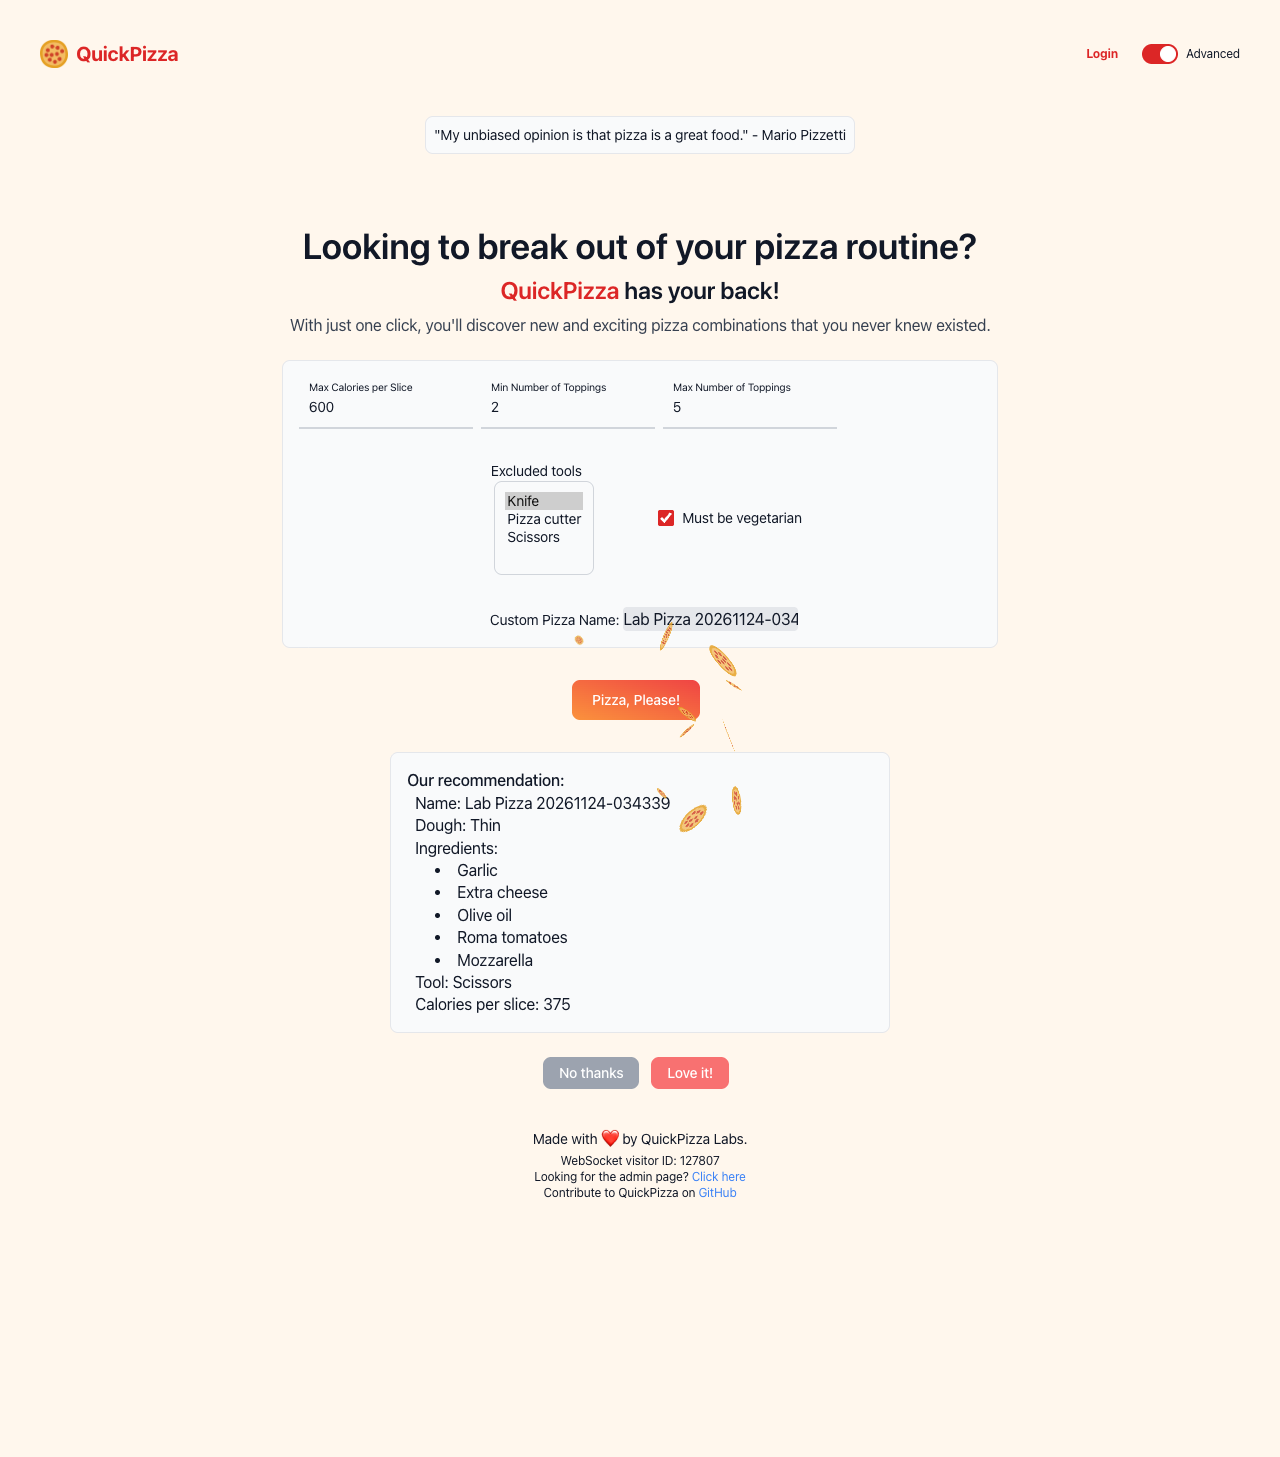 QuickPizza
Login
Advanced
"My unbiased opinion is that pizza is a great food." - Mario Pizzetti
Looking to break out of your pizza routine?
QuickPizza has your back!
With just one click, you'll discover new and exciting pizza combinations that you never knew existed.
Max Calories per Slice
600
Min Number of Toppings
2
Max Number of Toppings
5
Excluded tools
Knife
Pizza cutter
Scissors
Must be vegetarian
Custom Pizza Name: Lab Pizza 20261124-034
Pizza, Please!
Our recommendation:
Name: Lab Pizza 20261124-034339
Dough: Thin
Ingredients:
• Garlic
• Extra cheese
• Olive oil
• Roma tomatoes
• Mozzarella
Tool: Scissors
Calories per slice: 375
No thanks
Love it!
Made with ❤️ by QuickPizza Labs.
WebSocket visitor ID: 127807
Looking for the admin page? Click here
Contribute to QuickPizza on GitHub